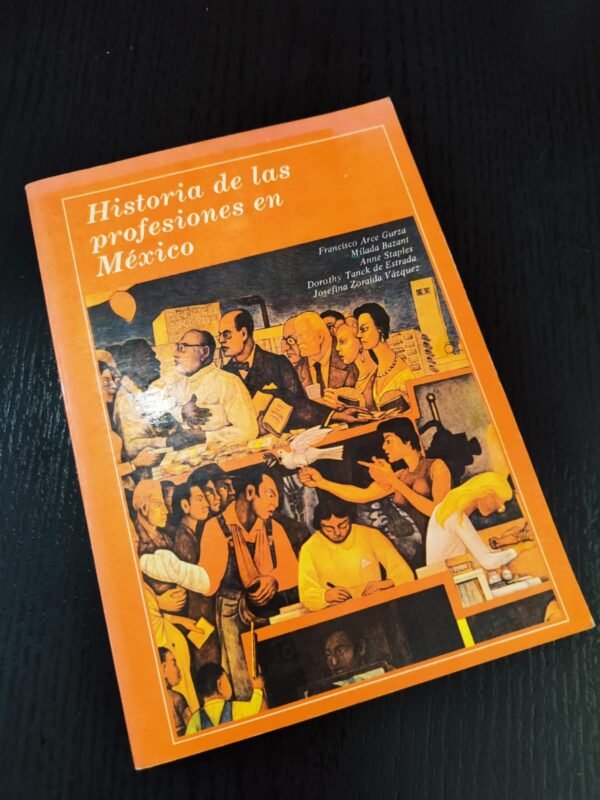 Historia de las
profesiones en
México
Francisco Arce Gurza
Milada Bazant
Anne Staples
Dorothy Tanck de Estrada
Josefina Zoraida Vázquez